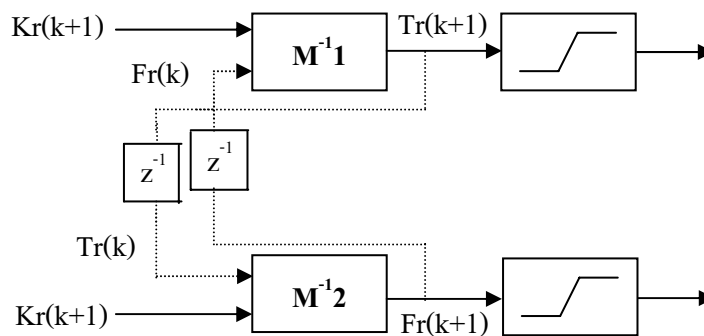 Kr(k+1)
M⁻¹1
Tr(k+1)
Fr(k)
z⁻¹
z⁻¹
Tr(k)
M⁻¹2
Kr(k+1)
Fr(k+1)